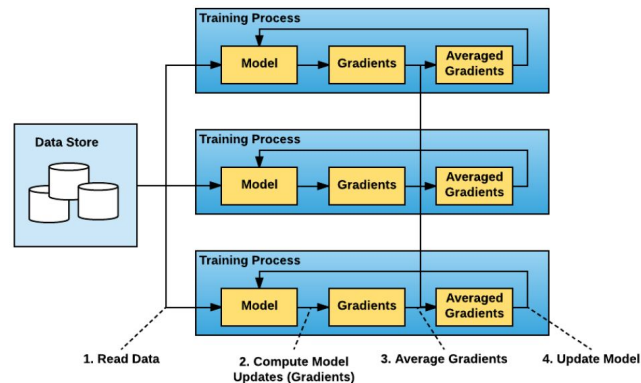 Training Process
Model
Gradients
Averaged
Gradients
Data Store
Training Process
Model
Gradients
Averaged
Gradients
Training Process
Model
Gradients
Averaged
Gradients
1. Read Data
2. Compute Model
Updates (Gradients)
3. Average Gradients
4. Update Model